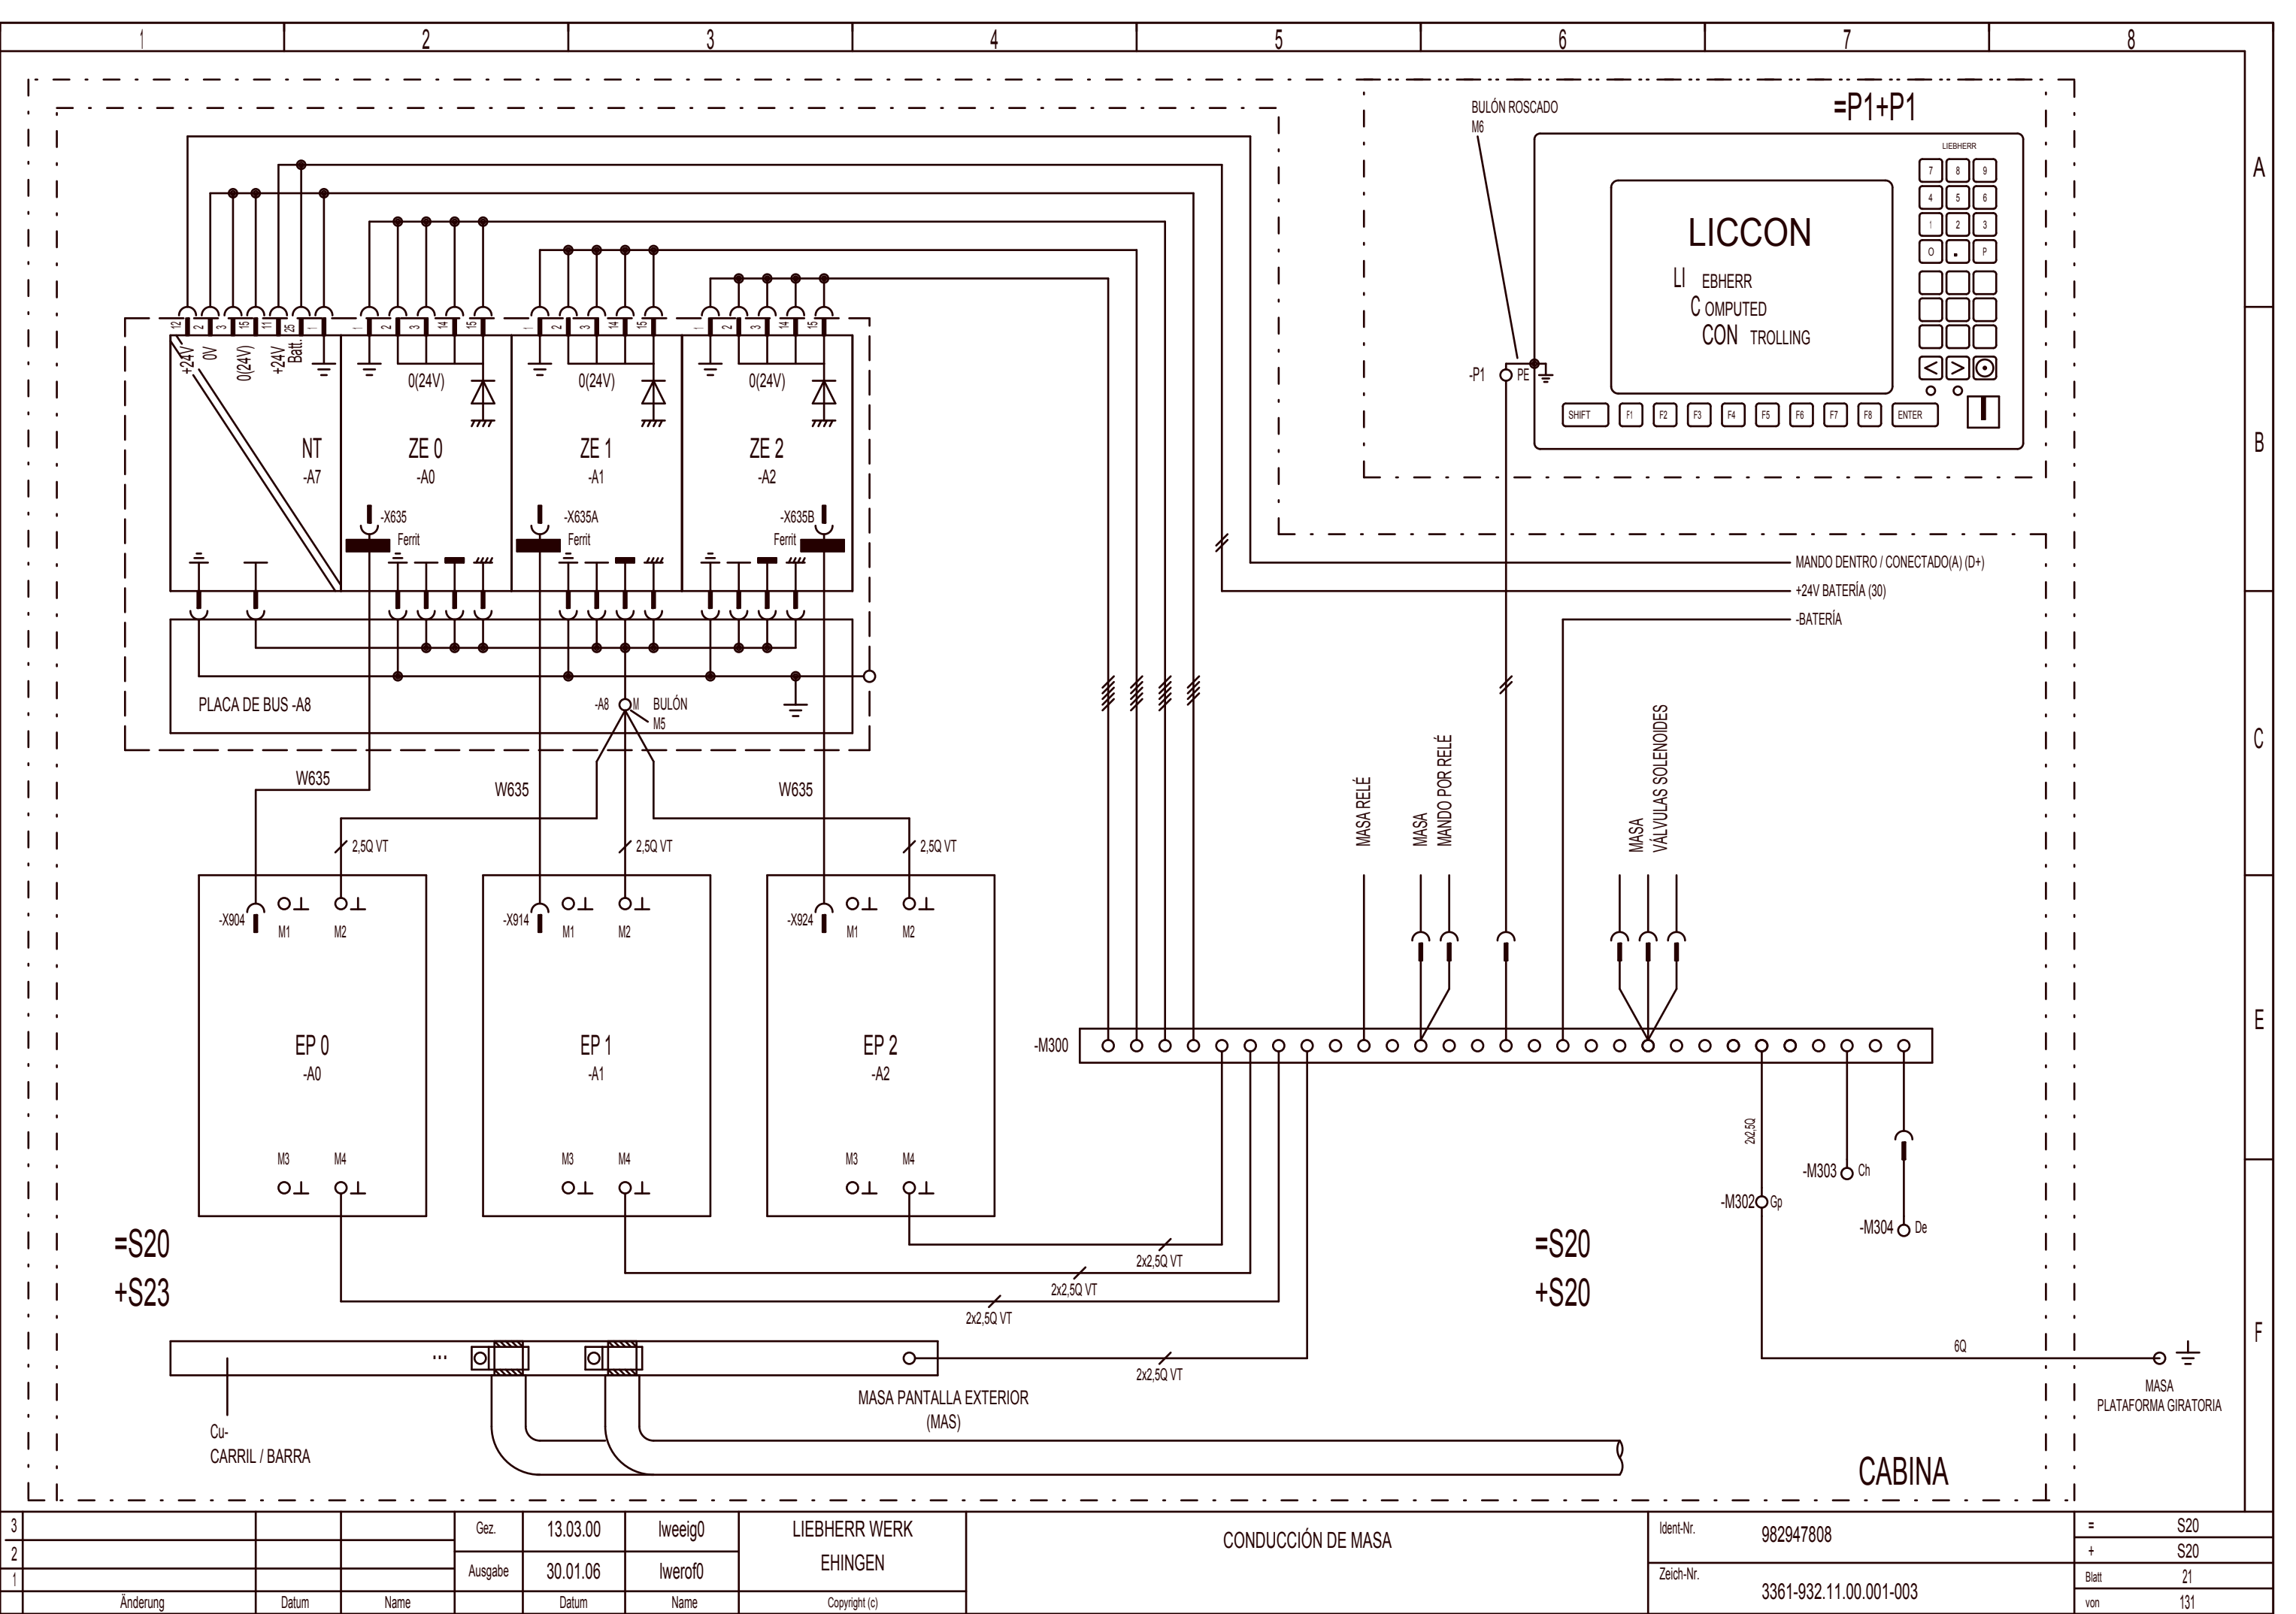 1 2 3 4 5 6 7 8
A
B
C
E
E
F
BULÓN ROSCADO
M6
=P1+P1
LIEBHERR
7 8 9
4 5 6
1 2 3
O . P
LICCON
LI EBHERR
C OMPUTED
CON TROLLING
< >
-P1 PE
SHIFT F1 F2 F3 F4 F5 F6 F7 F8 ENTER
12 2 3 15 11 25 1
1 2 3 14 15
1 2 3 14 15
1 2 3 14 15
+24V 0V 0(24V) +24V Batt.
0(24V) 0(24V) 0(24V)
NT
-A7
ZE 0
-A0
ZE 1
-A1
ZE 2
-A2
-X635
Ferrit
-X635A
Ferrit
-X635B
Ferrit
MANDO DENTRO / CONECTADO(A) (D+)
+24V BATERÍA (30)
-BATERÍA
PLACA DE BUS -A8
-A8 M BULÓN
M5
W635 W635 W635
2,5Q VT 2,5Q VT 2,5Q VT
MASA RELÉ
MASA
MANDO POR RELÉ
MASA
VÁLVULAS SOLENOIDES
-X904 M1 M2
-X914 M1 M2
-X924 M1 M2
EP 0
-A0
EP 1
-A1
EP 2
-A2
M3 M4
M3 M4
M3 M4
-M300
2x2,5Q
-M303 Ch
-M302 Gp
-M304 De
=S20
+S23
=S20
+S20
2x2,5Q VT
2x2,5Q VT
2x2,5Q VT
2x2,5Q VT
...
6Q
MASA
PLATAFORMA GIRATORIA
MASA PANTALLA EXTERIOR
(MAS)
Cu-
CARRIL / BARRA
CABINA
3
2
1
Änderung Datum Name
Gez. 13.03.00 lweeig0
Ausgabe 30.01.06 lwerof0
Datum Name
LIEBHERR WERK
EHINGEN
Copyright (c)
CONDUCCIÓN DE MASA
Ident-Nr. 982947808
Zeich-Nr. 3361-932.11.00.001-003
= S20
+ S20
Blatt 21
von 131